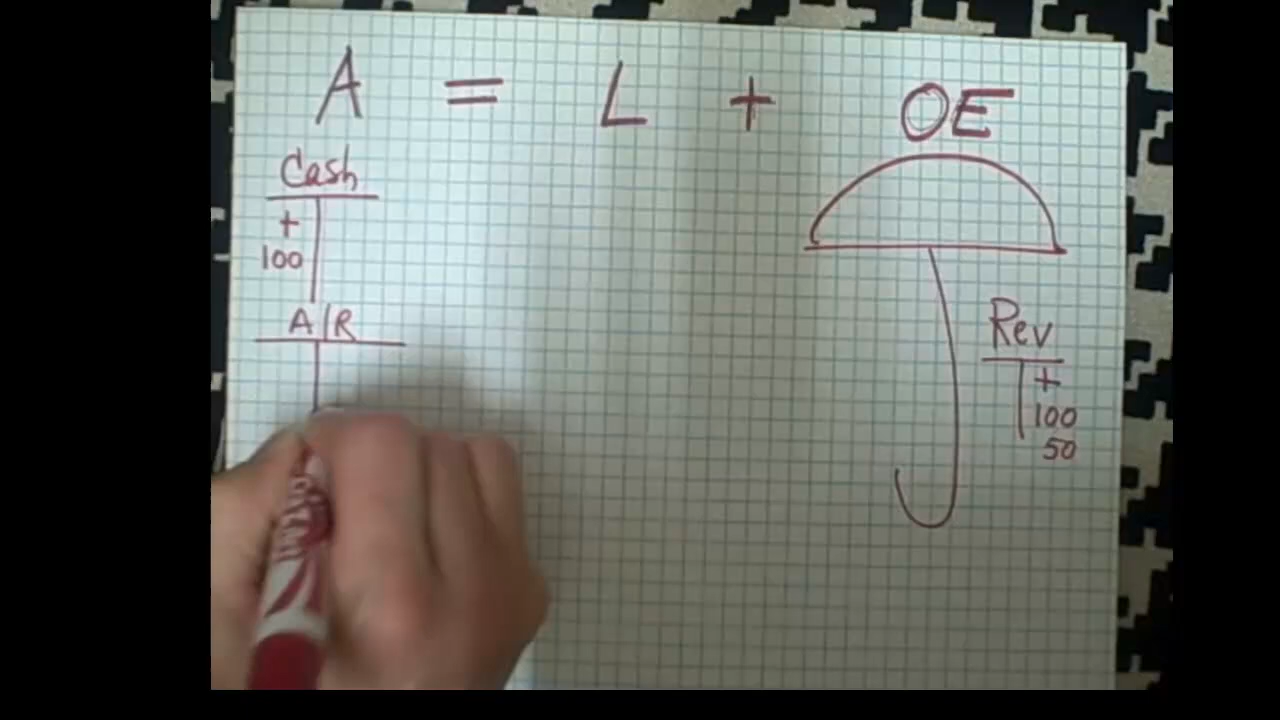 A = L + OE
Cash
+
100
A/R
Rev
+
100
50